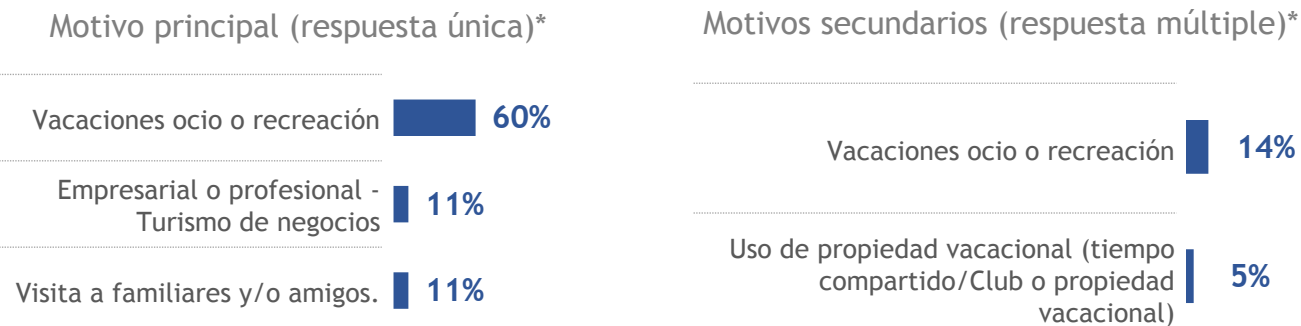 Motivo principal (respuesta única)*
Vacaciones ocio o recreación 60%
Empresarial o profesional -
Turismo de negocios 11%
Visita a familiares y/o amigos. 11%
Motivos secundarios (respuesta múltiple)*
Vacaciones ocio o recreación 14%
Uso de propiedad vacacional (tiempo
compartido/Club o propiedad 5%
vacacional)